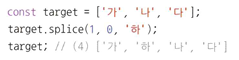 const target = ['가', '나', '다'];
target.splice(1, 0, '하');
target; // (4) ['가', '하', '나', '다']